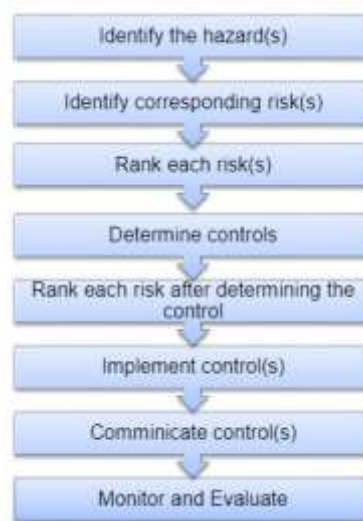 Identify the hazard(s)
Identify corresponding risk(s)
Rank each risk(s)
Determine controls
Rank each risk after determining the
control
Implement control(s)
Comminicate control(s)
Monitor and Evaluate